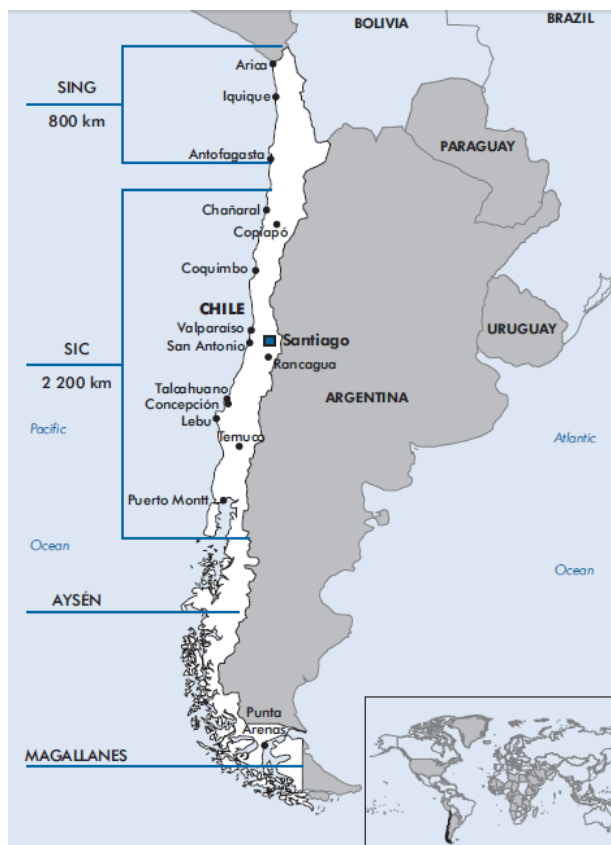 BOLIVIA
BRAZIL
Arica
SING
Iquique
800 km
PARAGUAY
Antofagasta
Chañaral
Copiapó
Coquimbo
CHILE
Valparaíso
URUGUAY
Santiago
San Antonio
SIC
Rancagua
2 200 km
Talcahuano
ARGENTINA
Concepción
Lebu
Pacific
Temuco
Atlantic
Puerto Montt
Ocean
Ocean
AYSÉN
Punta
Arenas
MAGALLANES